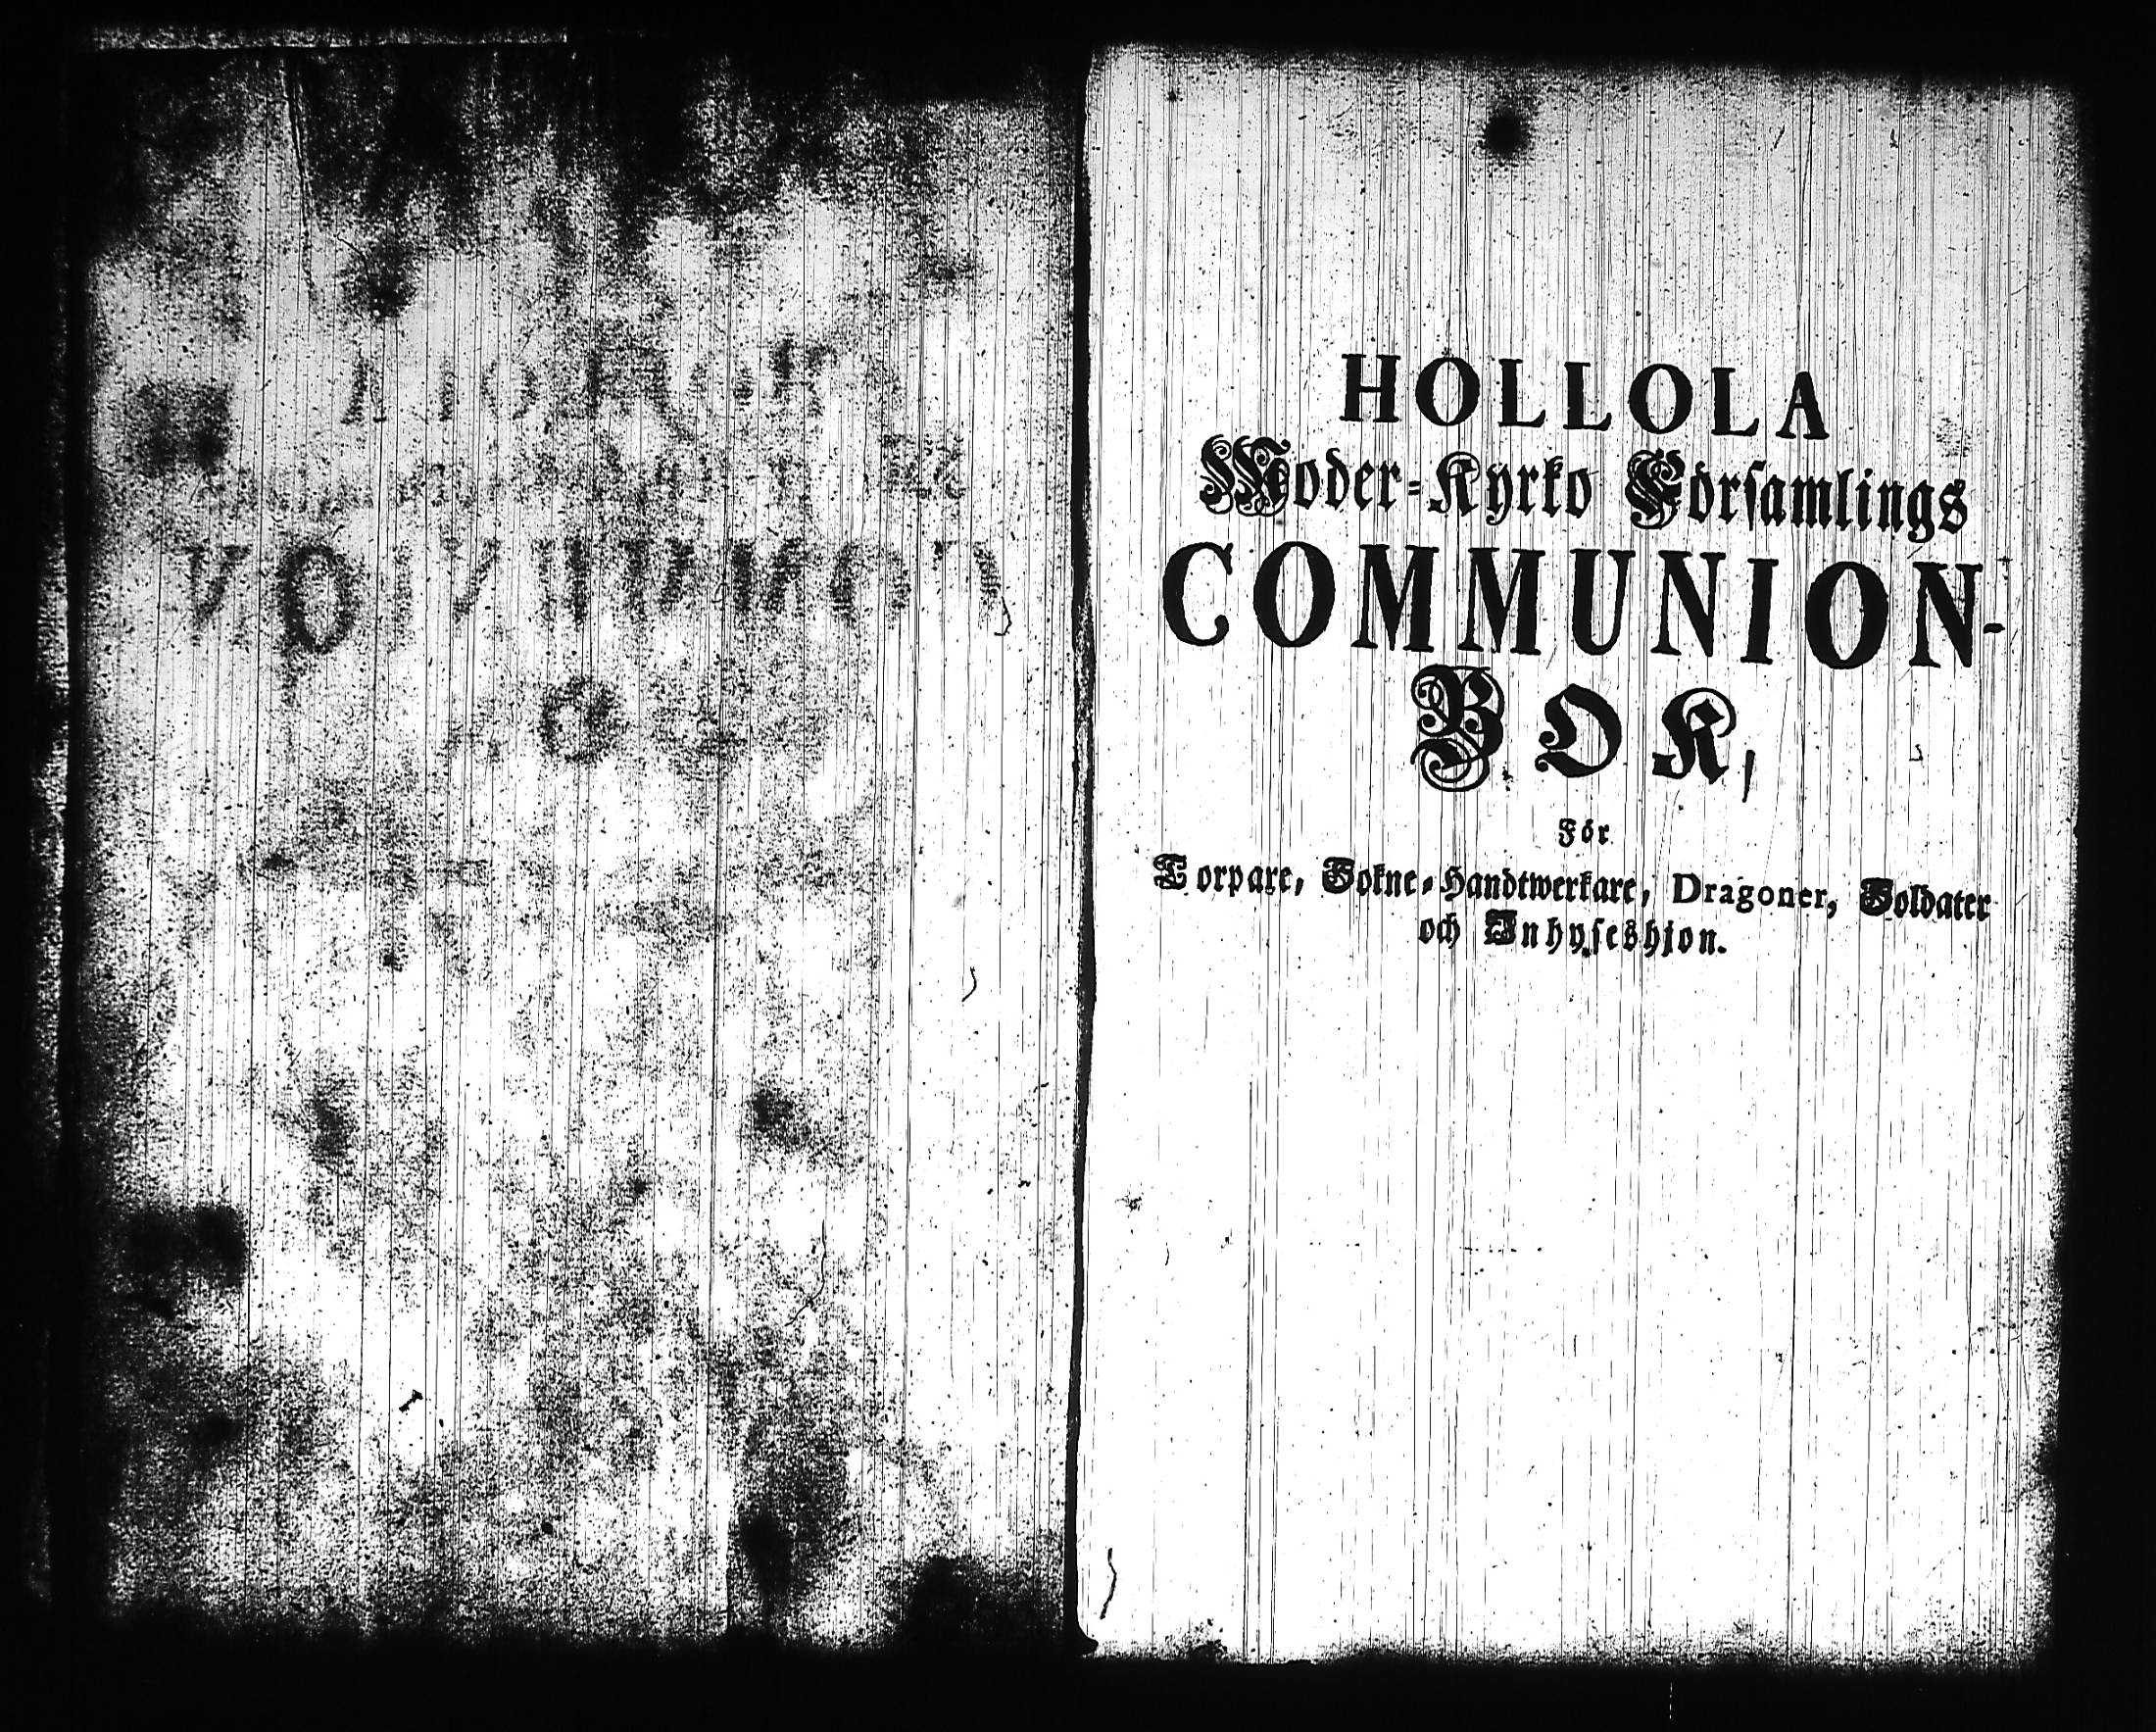 HOLLOLA
Moder-Kyrko Församlings
COMMUNION-
BOK,
För
Torpare, Sokne-Handtwerkare, Dragoner, Soldater
och Inhyseshjon.